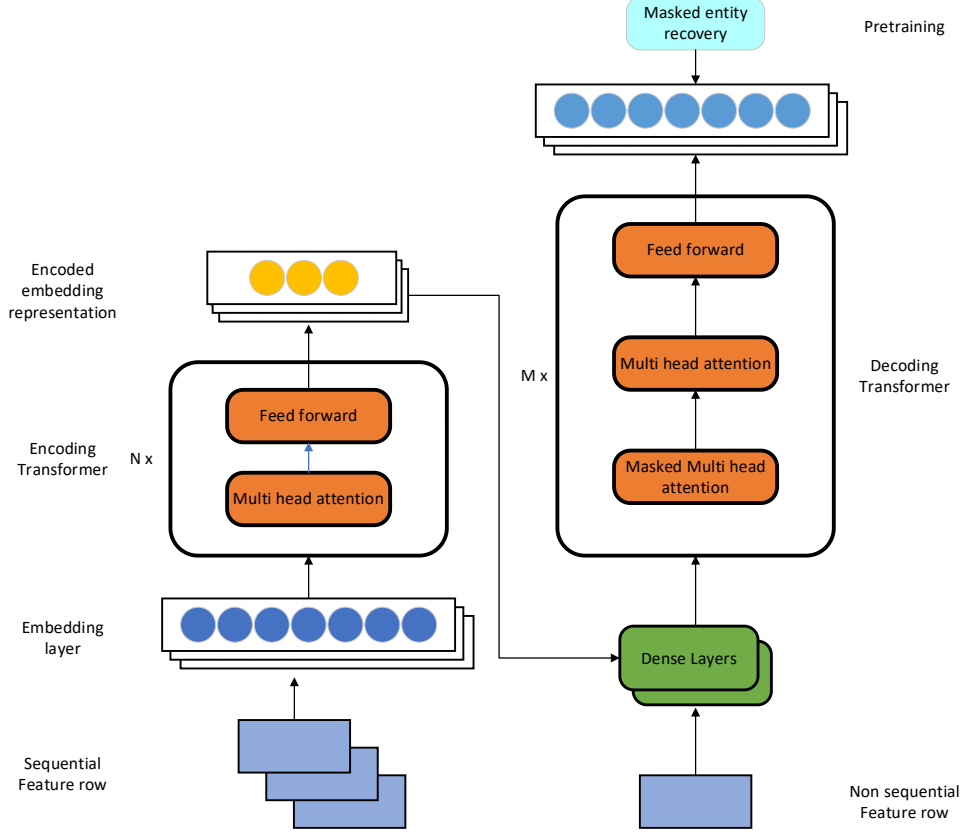 Masked entity
recovery
Pretraining
Encoded
embedding
representation
Feed forward
Multi head attention
Masked Multi head
attention
M x
Decoding
Transformer
Feed forward
Multi head attention
Encoding
Transformer
N x
Embedding
layer
Dense Layers
Sequential
Feature row
Non sequential
Feature row